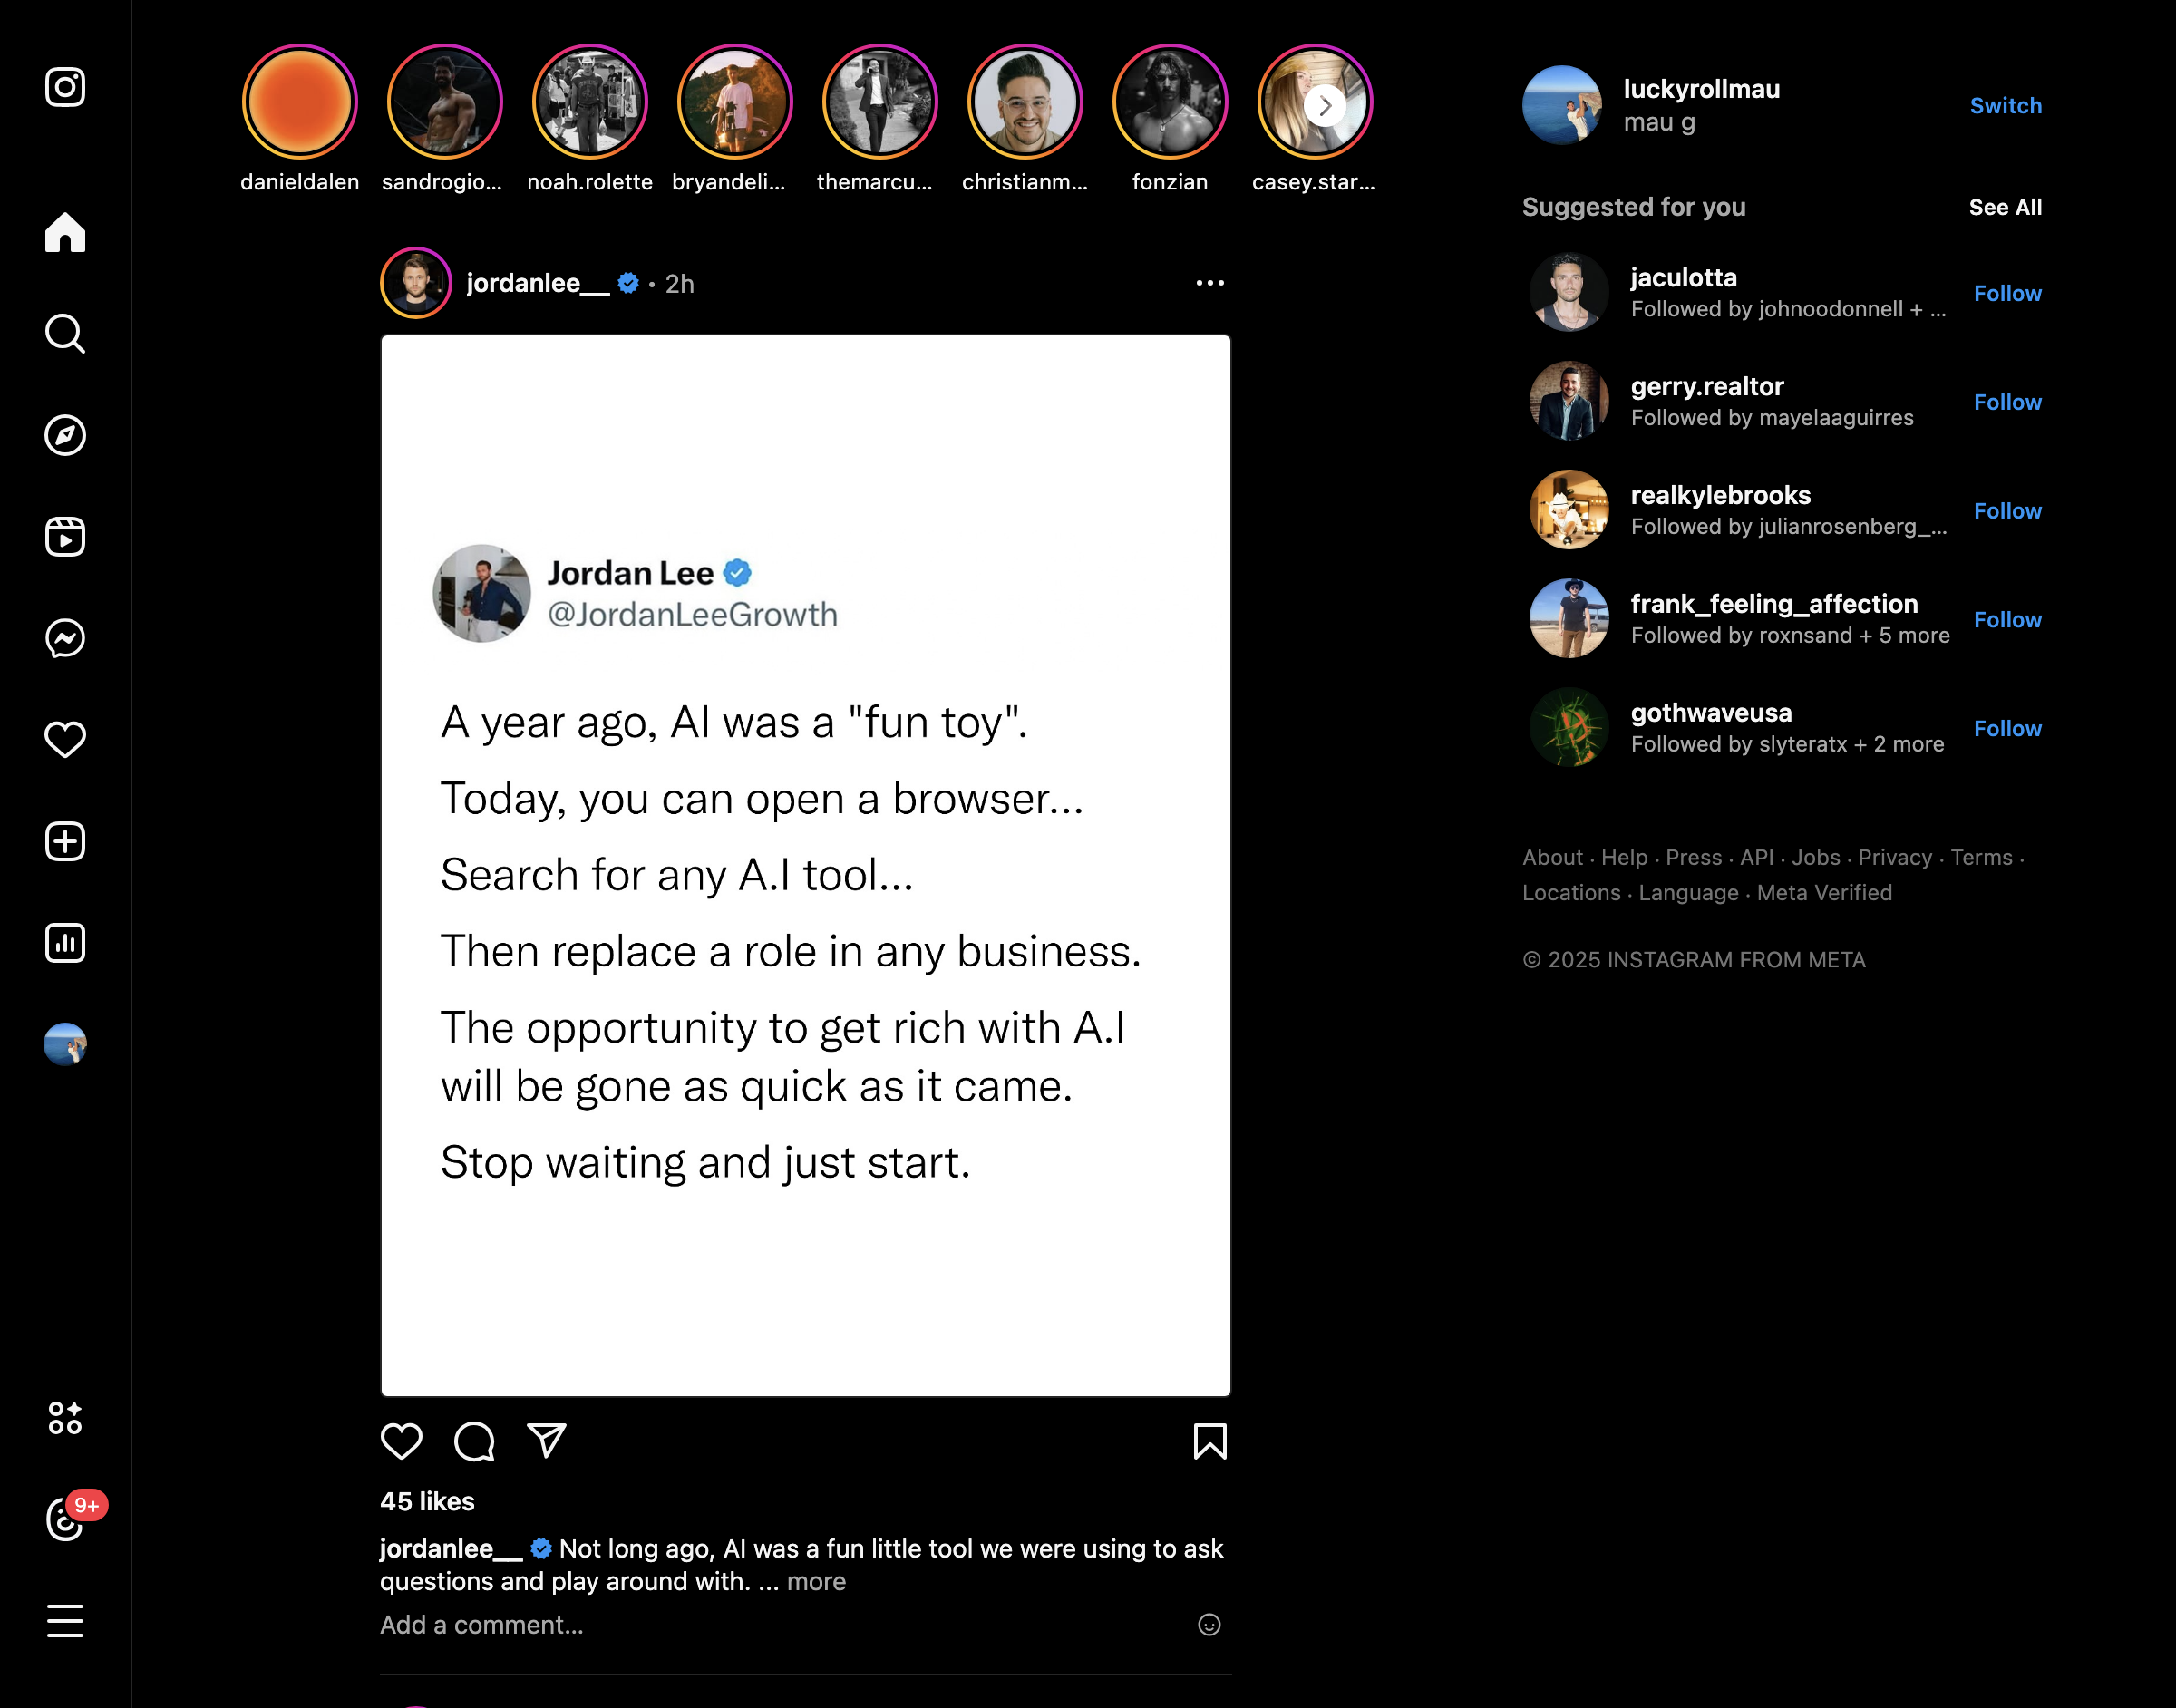 danieldalen
sandrogio...
noah.rolette
bryandeli...
themarcu...
christianm...
fonzian
casey.star...
jordanlee__ • 2h
Jordan Lee
@JordanLeeGrowth
A year ago, AI was a "fun toy".
Today, you can open a browser...
Search for any A.I tool...
Then replace a role in any business.
The opportunity to get rich with A.I
will be gone as quick as it came.
Stop waiting and just start.
45 likes
jordanlee__ Not long ago, AI was a fun little tool we were using to ask
questions and play around with. ... more
Add a comment...
9+
luckyrollmau
mau g
Switch
Suggested for you
See All
jaculotta
Followed by johnoodonnell + ...
Follow
gerry.realtor
Followed by mayelaaguirres
Follow
realkylebrooks
Followed by julianrosenberg_...
Follow
frank_feeling_affection
Followed by roxnsand + 5 more
Follow
gothwaveusa
Followed by slyteratx + 2 more
Follow
About · Help · Press · API · Jobs · Privacy · Terms ·
Locations · Language · Meta Verified
© 2025 INSTAGRAM FROM META